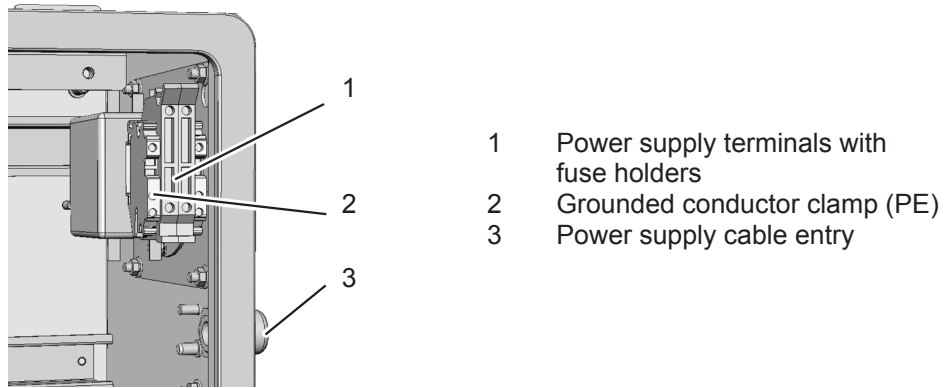 1
2
3
1 Power supply terminals with
fuse holders
2 Grounded conductor clamp (PE)
3 Power supply cable entry